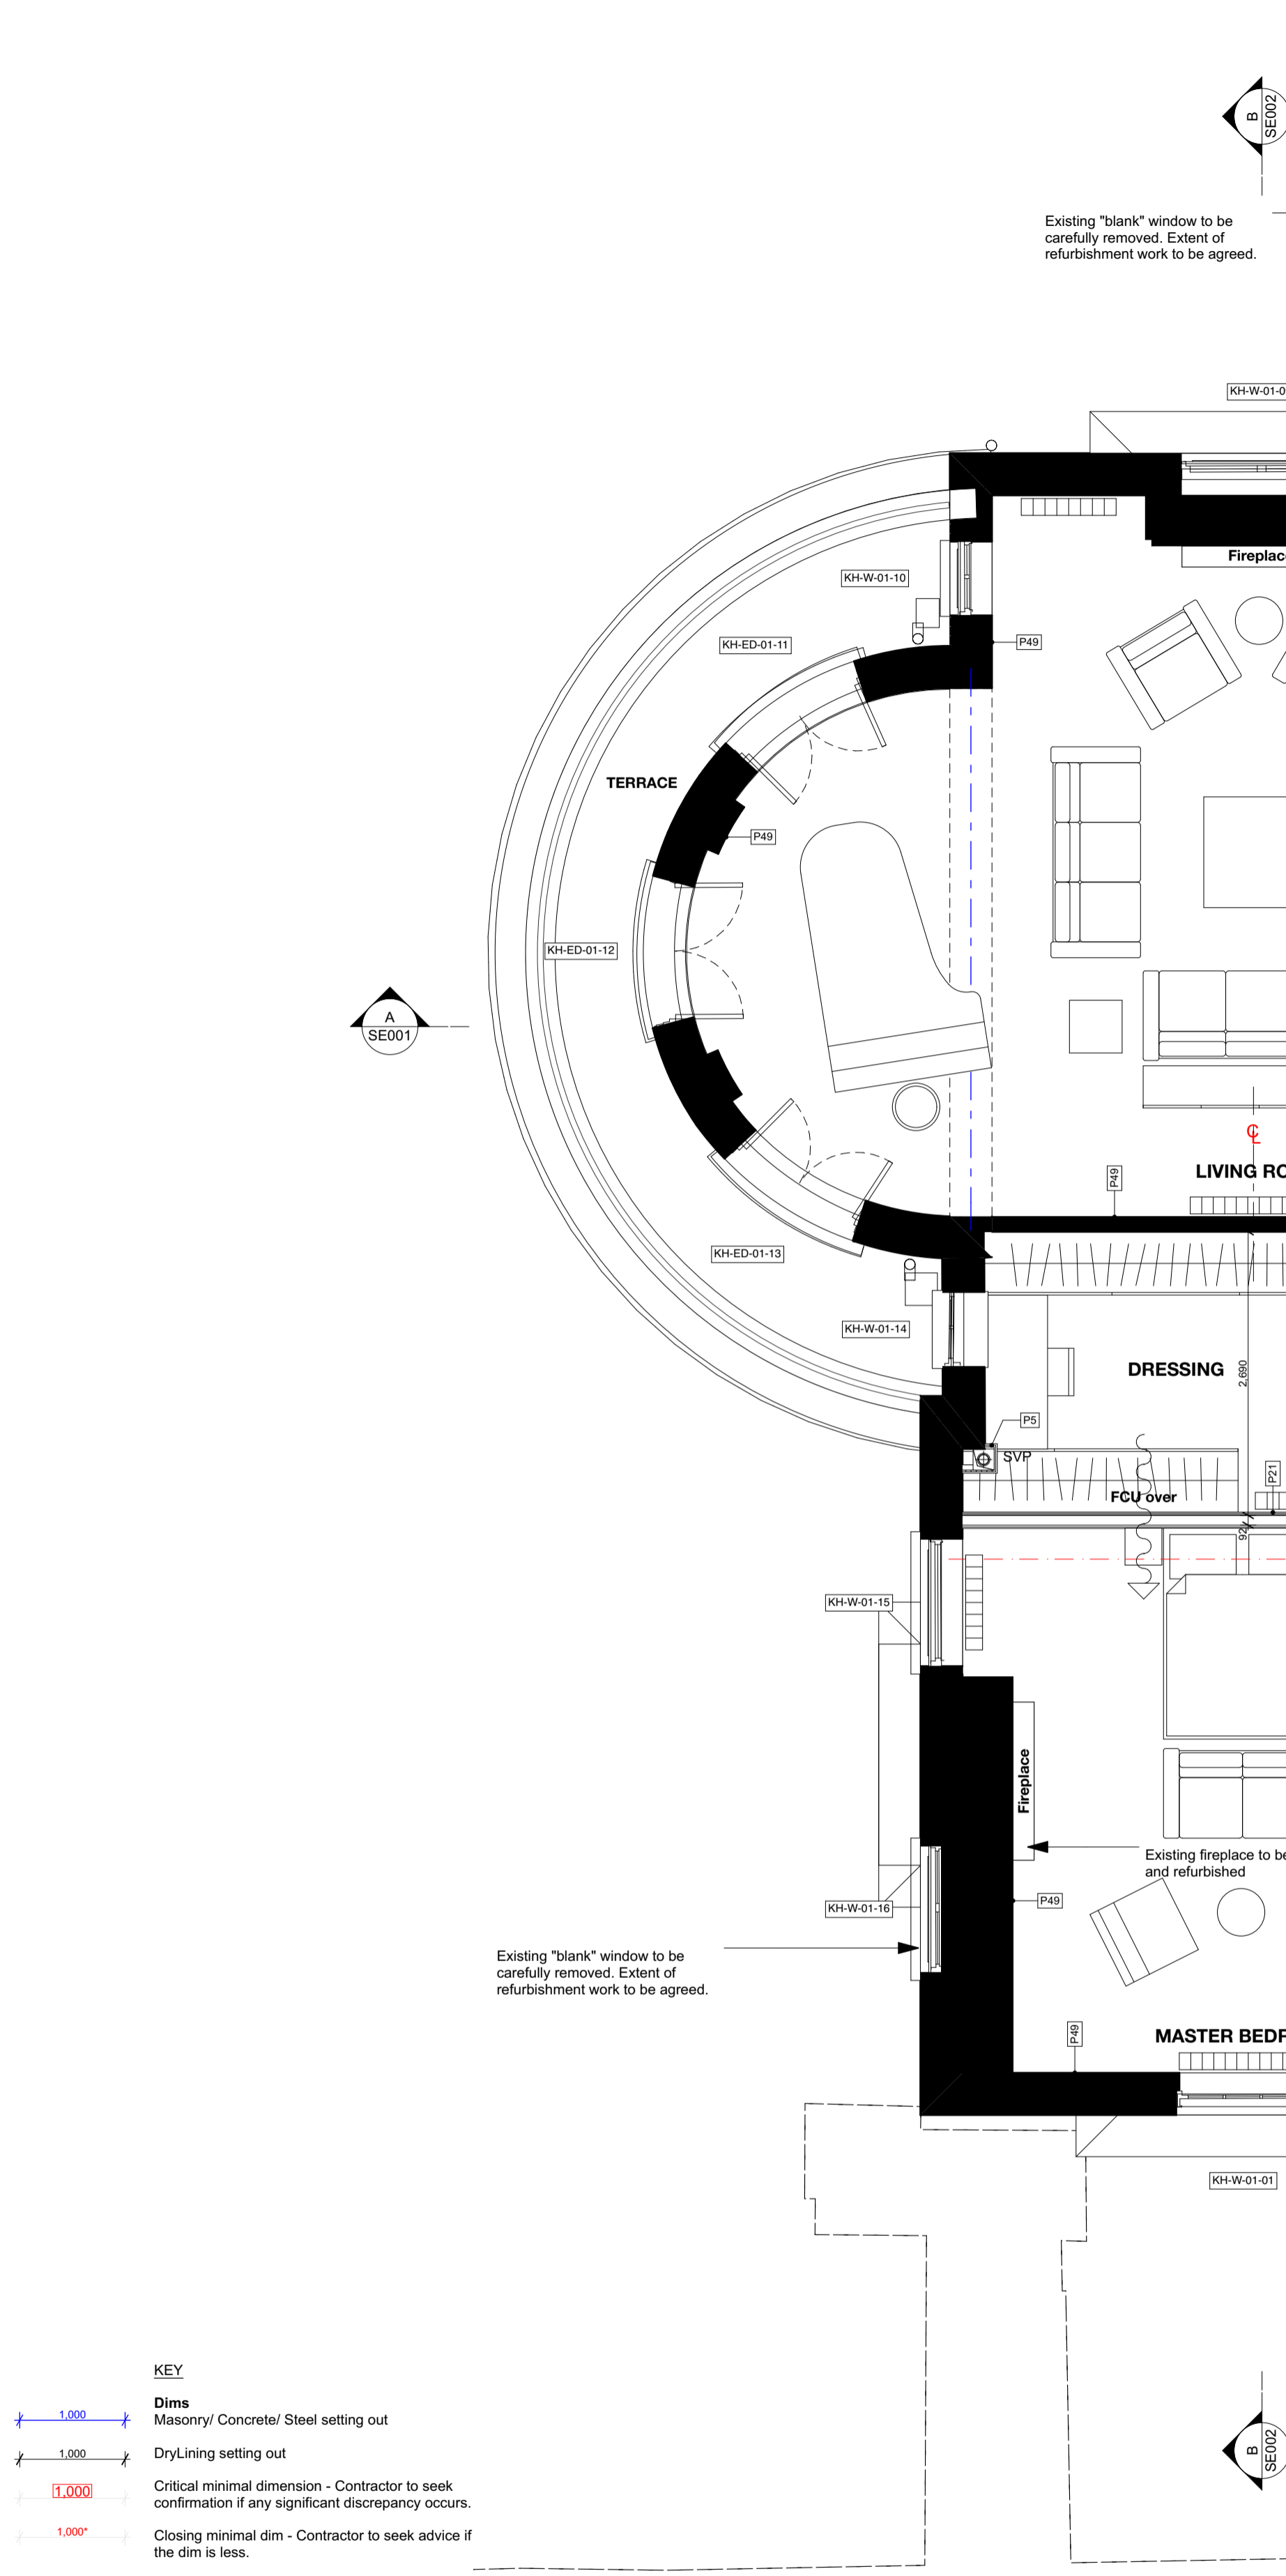 B
SE002
Existing "blank" window to be
carefully removed. Extent of
refurbishment work to be agreed.
KH-W-01-0
Fireplac
KH-W-01-10
KH-ED-01-11
P49
TERRACE
P49
KH-ED-01-12
A
SE001
℄
P49
LIVING RO
KH-ED-01-13
KH-W-01-14
DRESSING
2,690
P5
SVP
P21
FCU over
92
KH-W-01-15
Fireplace
Existing fireplace to be
and refurbished
P49
KH-W-01-16
Existing "blank" window to be
carefully removed. Extent of
refurbishment work to be agreed.
P49
MASTER BEDR
KH-W-01-01
KEY
Dims
1,000
Masonry/ Concrete/ Steel setting out
1,000
DryLining setting out
1,000
Critical minimal dimension - Contractor to seek
confirmation if any significant discrepancy occurs.
1,000*
Closing minimal dim - Contractor to seek advice if
the dim is less.
B
SE002